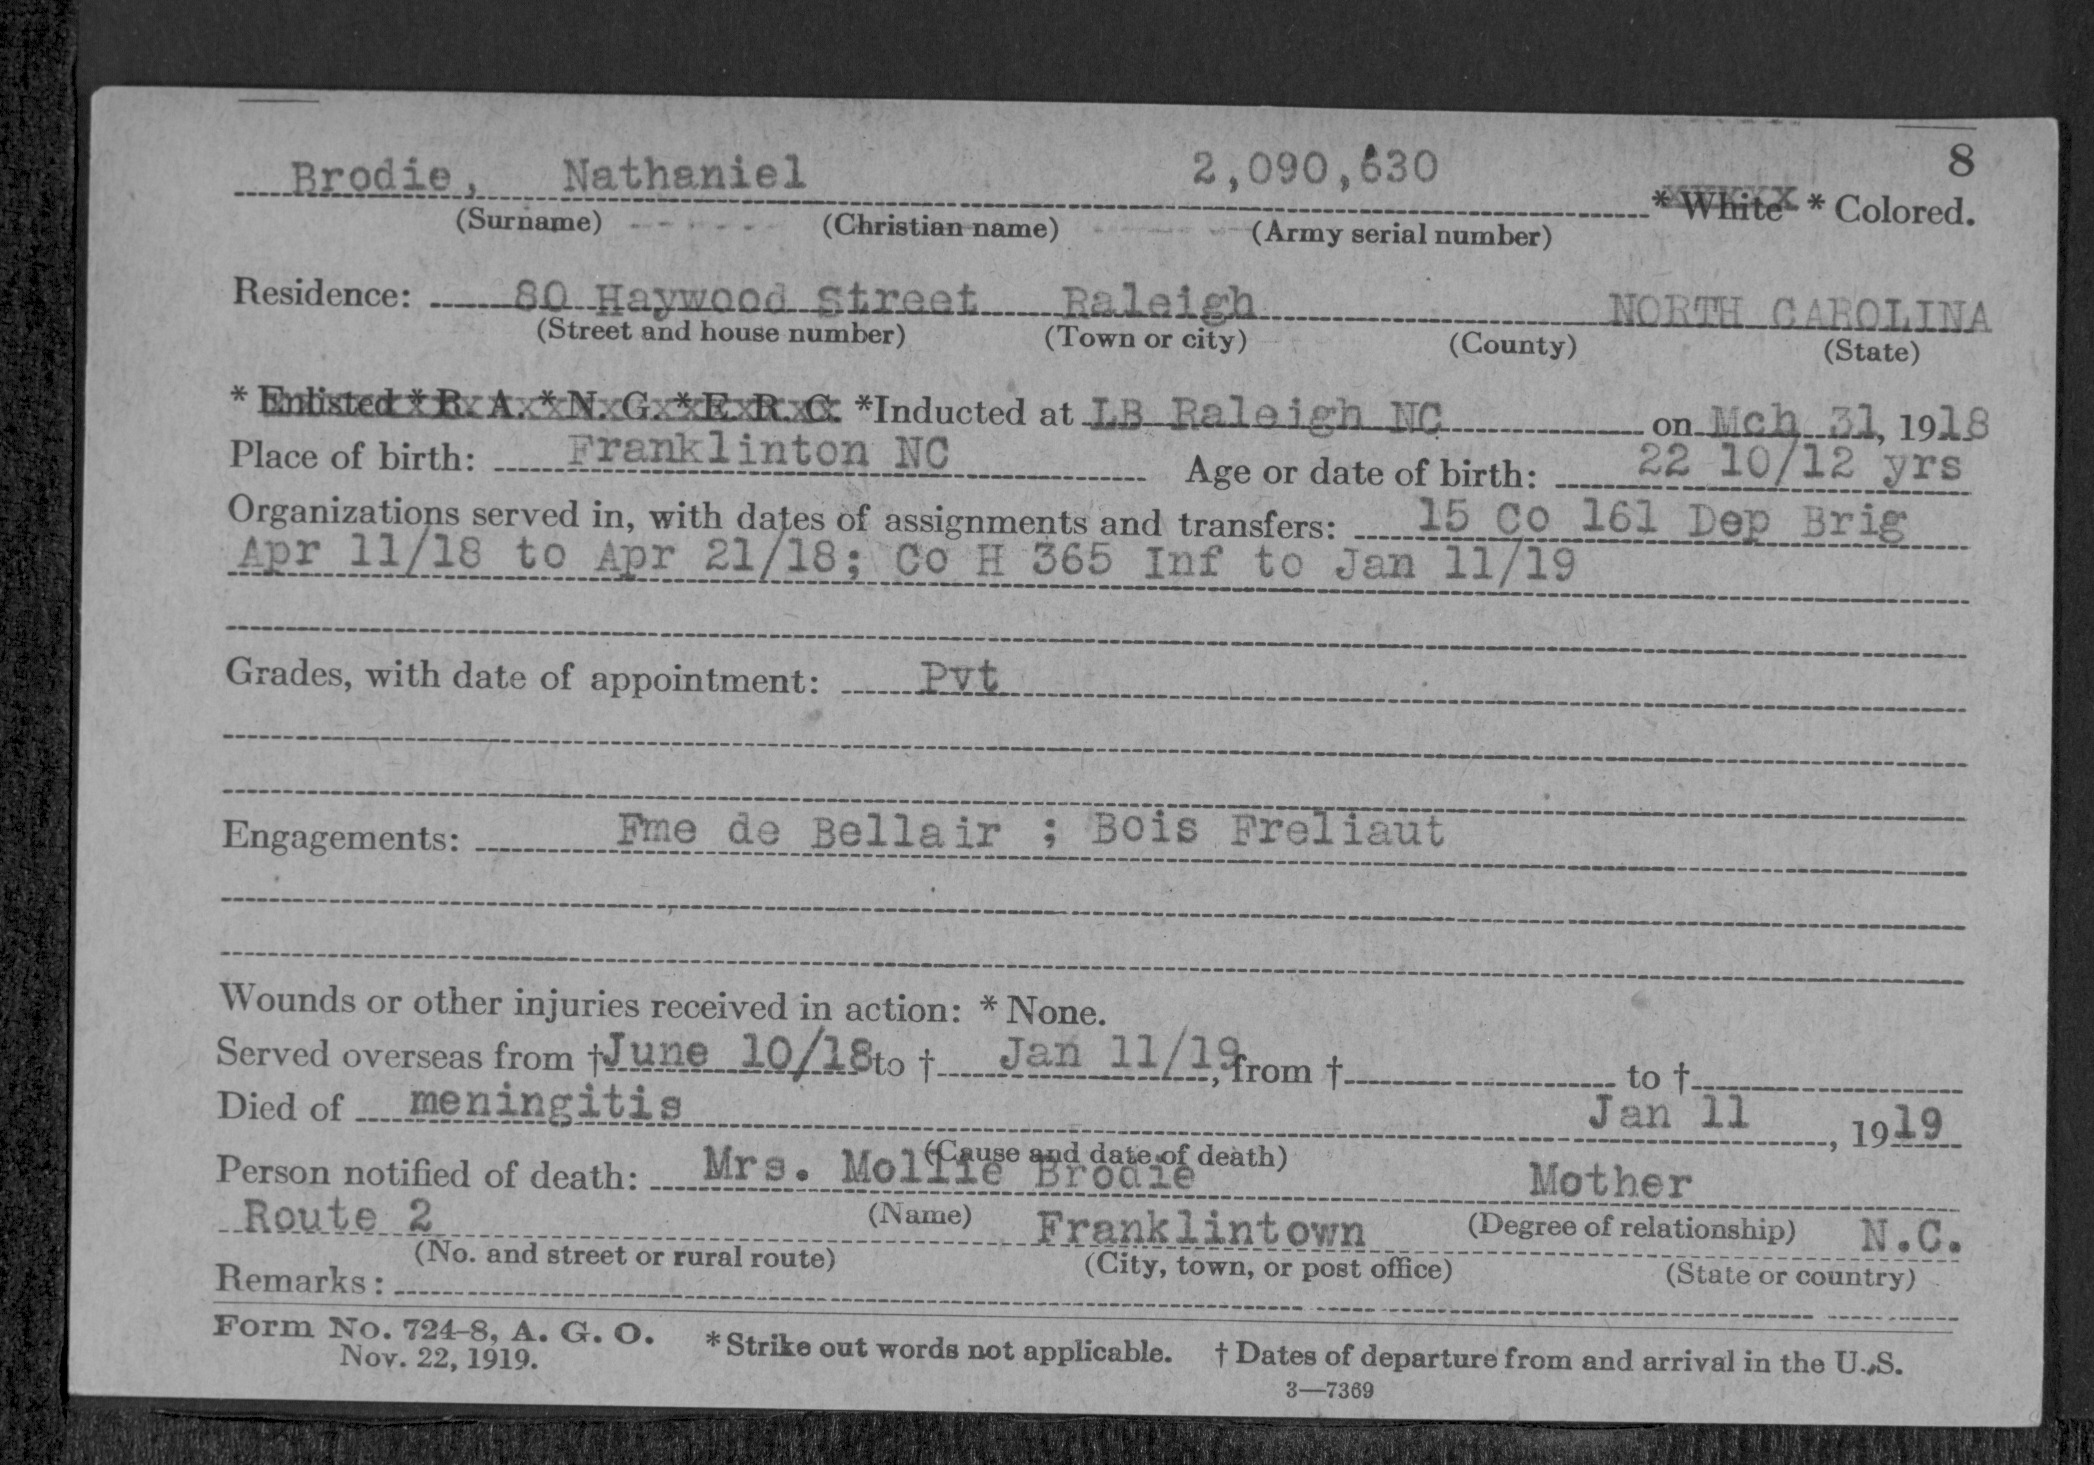 8
Brodie, Nathaniel 2,090,630 * White * Colored.
(Surname) (Christian name) (Army serial number)
Residence: 80 Haywood Street Raleigh NORTH CAROLINA
(Street and house number) (Town or city) (County) (State)
* Enlisted * R. A. * N. G. * E. R. C. *Inducted at LB Raleigh NC on Mch 31, 1918
Place of birth: Franklinton NC Age or date of birth: 22 10/12 yrs
Organizations served in, with dates of assignments and transfers: 15 Co 161 Dep Brig
Apr 11/18 to Apr 21/18; Co H 365 Inf to Jan 11/19
Grades, with date of appointment: Pvt
Engagements: Fme de Bellair ; Bois Freliaut
Wounds or other injuries received in action: * None.
Served overseas from †June 10/18 to † Jan 11/19, from † to †
Died of meningitis Jan 11, 1919
(Cause and date of death)
Person notified of death: Mrs. Mollie Brodie Mother
(Name) (Degree of relationship)
Route 2 Franklintown N.C.
(No. and street or rural route) (City, town, or post office) (State or country)
Remarks:
Form No. 724-8, A. G. O. * Strike out words not applicable. † Dates of departure from and arrival in the U. S.
Nov. 22, 1919.
3—7369